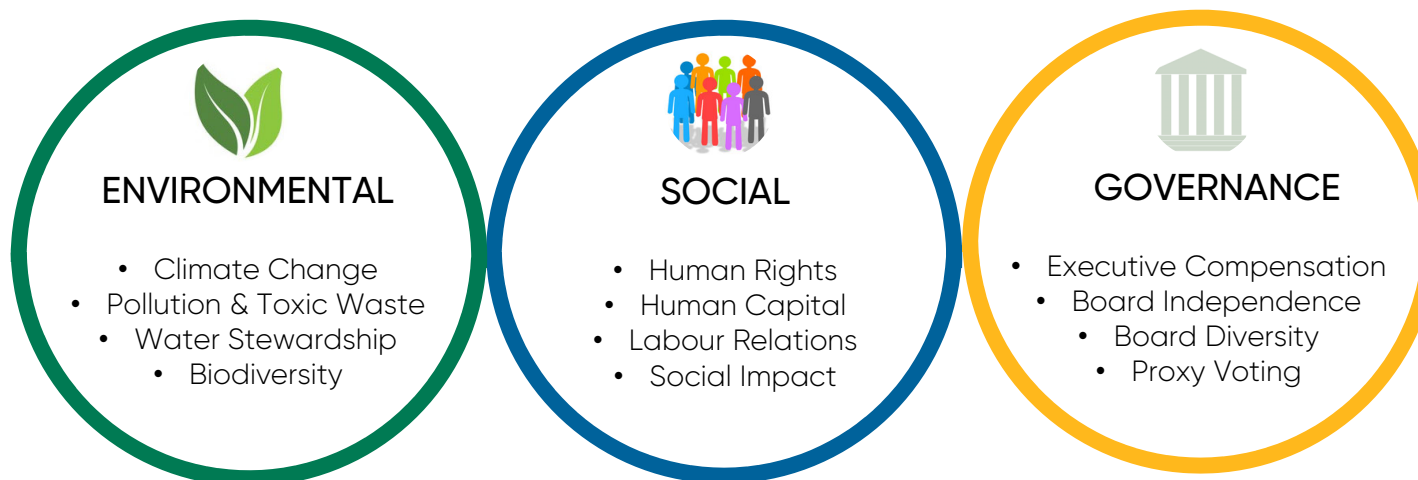 ENVIRONMENTAL
• Climate Change
• Pollution & Toxic Waste
• Water Stewardship
• Biodiversity
SOCIAL
• Human Rights
• Human Capital
• Labour Relations
• Social Impact
GOVERNANCE
• Executive Compensation
• Board Independence
• Board Diversity
• Proxy Voting